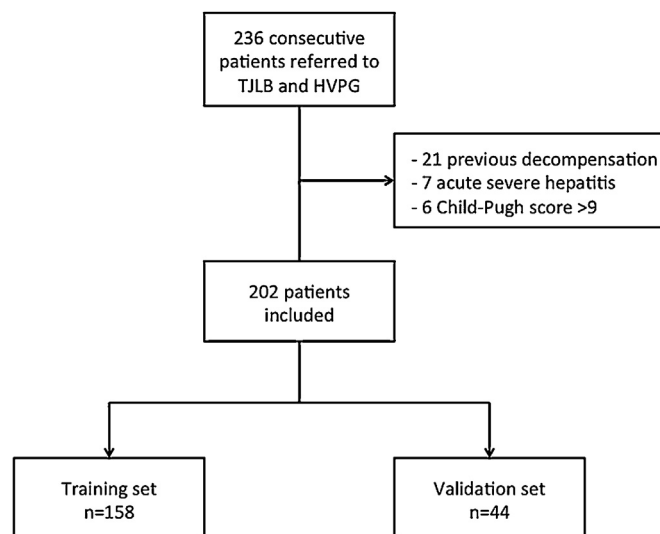 236 consecutive
patients referred to
TJLB and HVPG
- 21 previous decompensation
- 7 acute severe hepatitis
- 6 Child-Pugh score >9
202 patients
included
Training set
n=158
Validation set
n=44